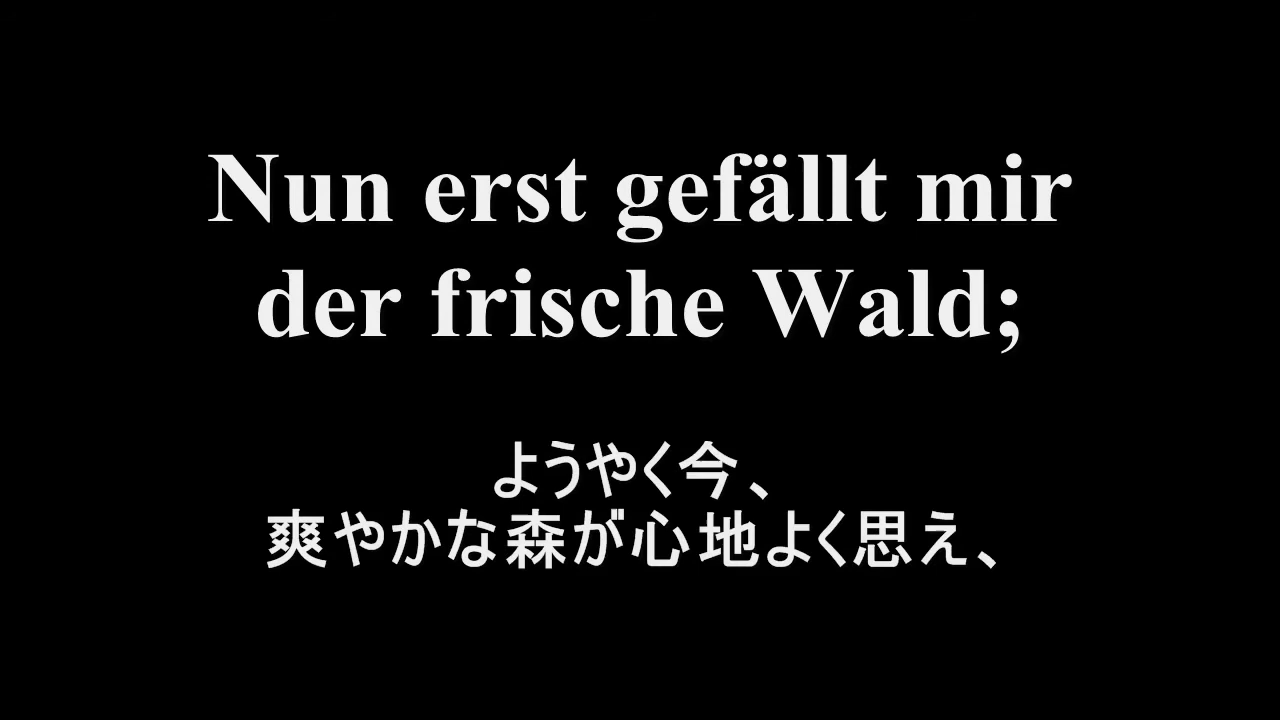 Nun erst gefällt mir
der frische Wald;
ようやく今、
爽やかな森が心地よく思え、